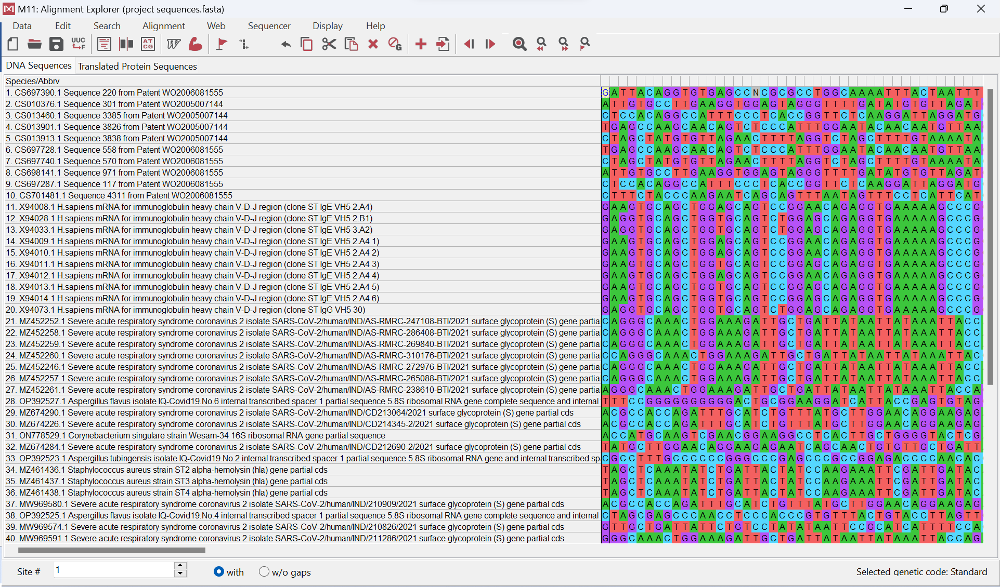 M11: Alignment Explorer (project sequences.fasta)
Data Edit Search Alignment Web Sequencer Display Help
UUC F AT CG W G
DNA Sequences Translated Protein Sequences
Species/Abbrv
1. CS697390.1 Sequence 220 from Patent WO2006081555 GATTACAGGTGTGAGCCNCGCGCCTGGCAAAATTTACTAATTT
2. CS010376.1 Sequence 301 from Patent WO2005007144 ATTGTGCCTTGAAGGTGGAGTAGGGTTTTGATATGTGTTAGAT
3. CS013460.1 Sequence 3385 from Patent WO2005007144 CTCCACAGGCCATTTCCCTCACCGGTTCTCAAGGATTAGGATG
4. CS013901.1 Sequence 3826 from Patent WO2005007144 TGAGCCAAGCAACAGTCTCCCATTTGGAATACAACAATGTTAA
5. CS013913.1 Sequence 3838 from Patent WO2005007144 CTAGCTATGTGTTAGAACTTTTAGGTCTAGCTTTTGTAAAATA
6. CS697728.1 Sequence 558 from Patent WO2006081555 TGAGCCAAGCAACAGTCTCCCATTTGGAATACAACAATGTTAA
7. CS697740.1 Sequence 570 from Patent WO2006081555 CTAGCTATGTGTTAGAACTTTTAGGTCTAGCTTTTGTAAAATA
8. CS698141.1 Sequence 971 from Patent WO2006081555 ATTGTGCCTTGAAGGTGGAGTAGGGTTTTGATATGTGTTAGAT
9. CS697287.1 Sequence 117 from Patent WO2006081555 CTCCACAGGCCATTTCCCTCACCGGTTCTCAAGGATTAGGATG
10. CS701481.1 Sequence 4311 from Patent WO2006081555 CTTTCTACCCAAGAATCAGCAGTTTAATAGTTTCCTCATTCAT
11. X94008.1 H.sapiens mRNA for immunoglobulin heavy chain V-D-J region (clone ST IgE VH5 2.A4) GAAGTGCAGCTGGAGCAGTCCGGAACAGAGGTGAAAAAGCCCG
12. X94028.1 H.sapiens mRNA for immunoglobulin heavy chain V-D-J region (clone ST IgE VH5 2.B1) GAGGTGCAGCTGGTGCAGTCTGGAGCAGAGGTGAAAAAGCCCG
13. X94033.1 H.sapiens mRNA for immunoglobulin heavy chain V-D-J region (clone ST IgE VH5 3.A2) GAGGTGCAGCTGGTGCAGTCTGGAGCAGAGGTGAAAAAGCCCG
14. X94009.1 H.sapiens mRNA for immunoglobulin heavy chain V-D-J region (clone ST IgE VH5 2.A4 1) GAAGTGCAGCTGGAGCAGTCCGGAACAGAGGTGAAAAAGCCCG
15. X94010.1 H.sapiens mRNA for immunoglobulin heavy chain V-D-J region (clone ST IgE VH5 2.A4 2) GAAGTGCAGCTGGAGCAGTCCGGAACAGAGGTGAAAAAGCCCG
16. X94011.1 H.sapiens mRNA for immunoglobulin heavy chain V-D-J region (clone ST IgE VH5 2.A4 3) GAAGTGCAGCTGGTGCAGTCCGGAGCAGAGGTGAAAAAGCCCG
17. X94012.1 H.sapiens mRNA for immunoglobulin heavy chain V-D-J region (clone ST IgE VH5 2.A4 4) GAAGTGCAGCTGGAGCAGTCCGGAACAGAGGTGAAAAAGCCCG
18. X94013.1 H.sapiens mRNA for immunoglobulin heavy chain V-D-J region (clone ST IgE VH5 2.A4 5) GAAGTGCAGCTGGTGCAGTCCGGAGCAGAGGTGAAAAAGCCCG
19. X94014.1 H.sapiens mRNA for immunoglobulin heavy chain V-D-J region (clone ST IgE VH5 2.A4 6) GAAGTGCAGCTGGTGCAGTCCGGAGCAGAGGTGAAAAAGCCCG
20. X94073.1 H.sapiens mRNA for immunoglobulin heavy chain V-D-J region (clone ST IgG VH5 30) GAGGTGCAGCTGGTGCAGTCTGGAGCAGAGGTGAAAAAGCCCG
21. MZ452252.1 Severe acute respiratory syndrome coronavirus 2 isolate SARS-CoV-2/human/IND/AS-RMRC-247108-BTI/2021 surface glycoprotein (S) gene partia CAGGGCAAACTGGAAAGATTGCTGATTATAATTATAAATTACC
22. MZ452258.1 Severe acute respiratory syndrome coronavirus 2 isolate SARS-CoV-2/human/IND/AS-RMRC-286408-BTI/2021 surface glycoprotein (S) gene partia CAGGGCAAACTGGAAAGATTGCTGATTATAATTATAAATTACC
23. MZ452259.1 Severe acute respiratory syndrome coronavirus 2 isolate SARS-CoV-2/human/IND/AS-RMRC-269840-BTI/2021 surface glycoprotein (S) gene partia CAGGGCAAACTGGAAAGATTGCTGATTATAATTATAAATTACC
24. MZ452260.1 Severe acute respiratory syndrome coronavirus 2 isolate SARS-CoV-2/human/IND/AS-RMRC-310176-BTI/2021 surface glycoprotein (S) gene partia CCAGGGCAAACTGGAAAGATTGCTGATTATAATTATAAATTAC
25. MZ452246.1 Severe acute respiratory syndrome coronavirus 2 isolate SARS-CoV-2/human/IND/AS-RMRC-272976-BTI/2021 surface glycoprotein (S) gene partia CAGGGCAAACTGGAAAGATTGCTGATTATAATTATAAATTACC
26. MZ452257.1 Severe acute respiratory syndrome coronavirus 2 isolate SARS-CoV-2/human/IND/AS-RMRC-265088-BTI/2021 surface glycoprotein (S) gene partia CAGGGCAAACTGGAAAGATTGCTGATTATAATTATAAATTACC
27. MZ452261.1 Severe acute respiratory syndrome coronavirus 2 isolate SARS-CoV-2/human/IND/AS-RMRC-238610-BTI/2021 surface glycoprotein (S) gene partia AGGGCAAACTGGAAAGATTGCTGATTATAATTATAAATTACCA
28. OP392527.1 Aspergillus flavus isolate IQ-Covid19.No.6 internal transcribed spacer 1 partial sequence 5.8S ribosomal RNA gene complete sequence and internal TTTCCGGGGGGGGGGACTGCGGAAGGATCATTACCGAGTGTAG
29. MZ674290.1 Severe acute respiratory syndrome coronavirus 2 isolate SARS-CoV-2/human/IND/CD213064/2021 surface glycoprotein (S) gene partial cds ACGCCACCAGATTTGCATCTGTTTATGCTTGGAACAGGAAGAG
30. MZ674226.1 Severe acute respiratory syndrome coronavirus 2 isolate SARS-CoV-2/human/IND/CD214345-2/2021 surface glycoprotein (S) gene partial cds ACGCCACCAGATTTGCATCTGTTTATGCTTGGAACAGGAAGAG
31. ON778529.1 Corynebacterium singulare strain Wesam-34 16S ribosomal RNA gene partial sequence ACCATGCAAGTCGAACGGAAGGCCTCACTTGCTGGGGTACTCG
32. MZ674284.1 Severe acute respiratory syndrome coronavirus 2 isolate SARS-CoV-2/human/IND/CD212690-2/2021 surface glycoprotein (S) gene partial cds TATGCTTGGAACAGGAAGAGAATCAGCAACTGTGTTGCTGATT
33. OP392523.1 Aspergillus tubingensis isolate IQ-Covid19.No.2 internal transcribed spacer 1 partial sequence 5.8S ribosomal RNA gene and internal transcribed sp CGCCTTTGCCCCCCGGGCCCGAGCCCGCCGGAGACCCCAACAC
34. MZ461436.1 Staphylococcus aureus strain ST2 alpha-hemolysin (hla) gene partial cds TAGCTCAAATATCTGATTACTATCCAAGAAATTCGATTGATAC
35. MZ461437.1 Staphylococcus aureus strain ST3 alpha-hemolysin (hla) gene partial cds TAGCTCAAATATCTGATTACTATCCAAGAAATTCGATTGATAC
36. MZ461438.1 Staphylococcus aureus strain ST4 alpha-hemolysin (hla) gene partial cds TAGCTCAAATATCTGATTACTATCCAAGAAATTCGATTGATAC
37. MW969580.1 Severe acute respiratory syndrome coronavirus 2 isolate SARS-CoV-2/human/IND/210909/2021 surface glycoprotein (S) gene partial cds ACGCCACCAGATTTGCATCTGTTTATGCTTGGAACAGGAAGAG
38. OP392525.1 Aspergillus flavus isolate IQ-Covid19.No.4 internal transcribed spacer 1 partial sequence 5.8S ribosomal RNA gene complete sequence and internal CTAGCGAGCCCAACCTCCCACCCGTGTTTACTGTACCTTAGTT
39. MW969574.1 Severe acute respiratory syndrome coronavirus 2 isolate SARS-CoV-2/human/IND/210826/2021 surface glycoprotein (S) gene partial cds GTTGCTGATTATTCTGTCCTATATAATTCCGCATCATTTTCCA
40. MW969591.1 Severe acute respiratory syndrome coronavirus 2 isolate SARS-CoV-2/human/IND/211286/2021 surface glycoprotein (S) gene partial cds GGGCAAACTGGAAAGATTGCTGATTATAATTATAAATTACCAG
Site # 1 with w/o gaps Selected genetic code: Standard